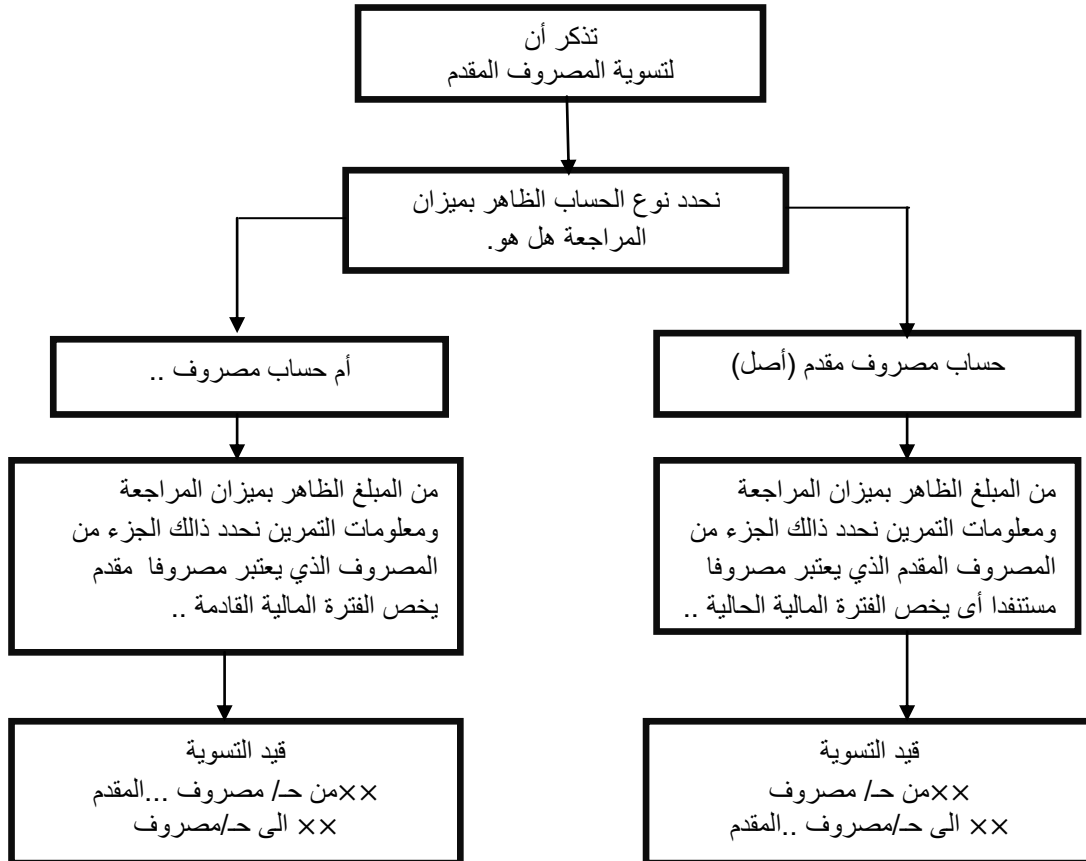 تذكر أن
لتسوية المصروف المقدم
نحدد نوع الحساب الظاهر بميزان
المراجعة هل هو.
حساب مصروف مقدم (أصل)
أم حساب مصروف ..
من المبلغ الظاهر بميزان المراجعة
ومعلومات التمرين نحدد ذالك الجزء من
المصروف المقدم الذي يعتبر مصروفا
مستنفدا أى يخص الفترة المالية الحالية ..
من المبلغ الظاهر بميزان المراجعة
ومعلومات التمرين نحدد ذالك الجزء من
المصروف الذي يعتبر مصروفا مقدم
يخص الفترة المالية القادمة ..
قيد التسوية
××من حـ/ مصروف
×× الى حـ/مصروف ..المقدم
قيد التسوية
××من حـ/ مصروف ...المقدم
×× الى حـ/مصروف